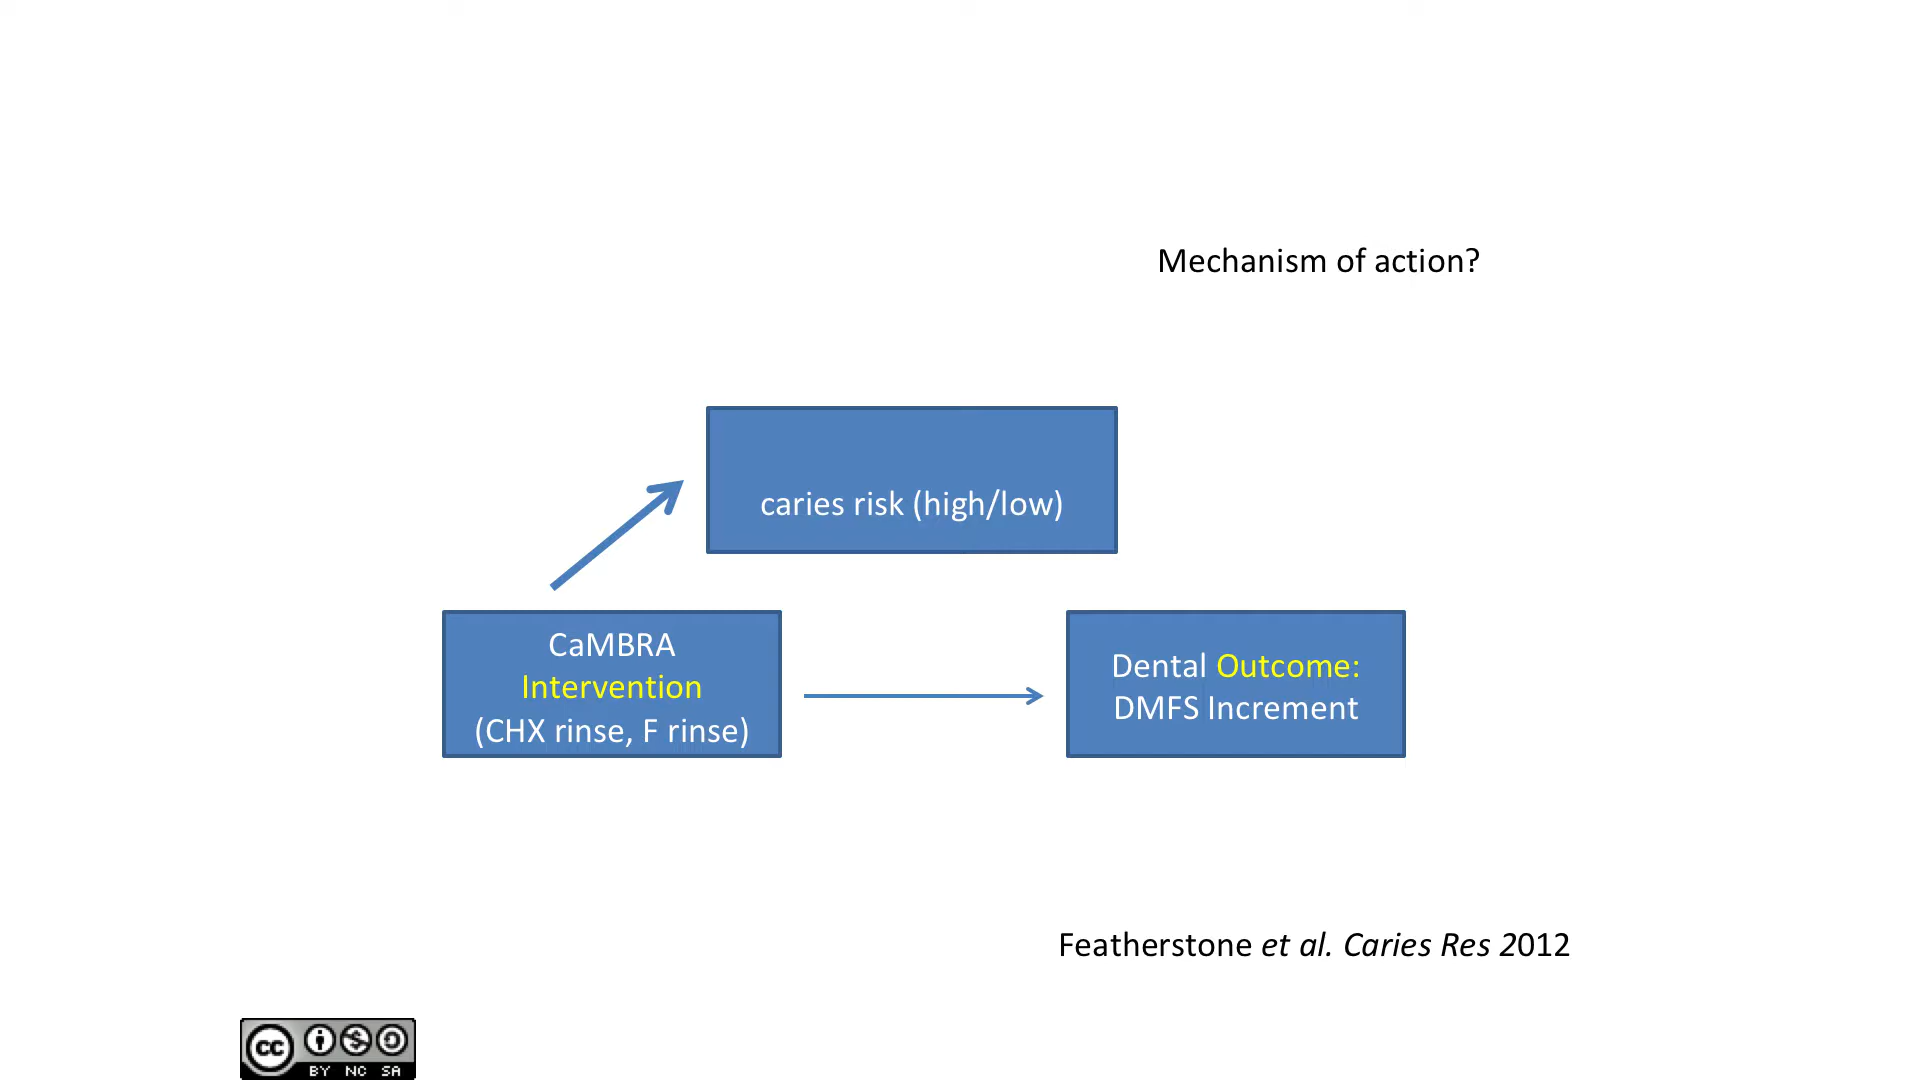 Mechanism of action?
caries risk (high/low)
CaMBRA
Intervention
(CHX rinse, F rinse)
Dental Outcome:
DMFS Increment
Featherstone et al. Caries Res 2012
cc
BY NC SA